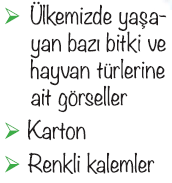 Ülkemizde yaşa-
yan bazı bitki ve
hayvan türlerine
ait görseller
Karton
Renkli kalemler